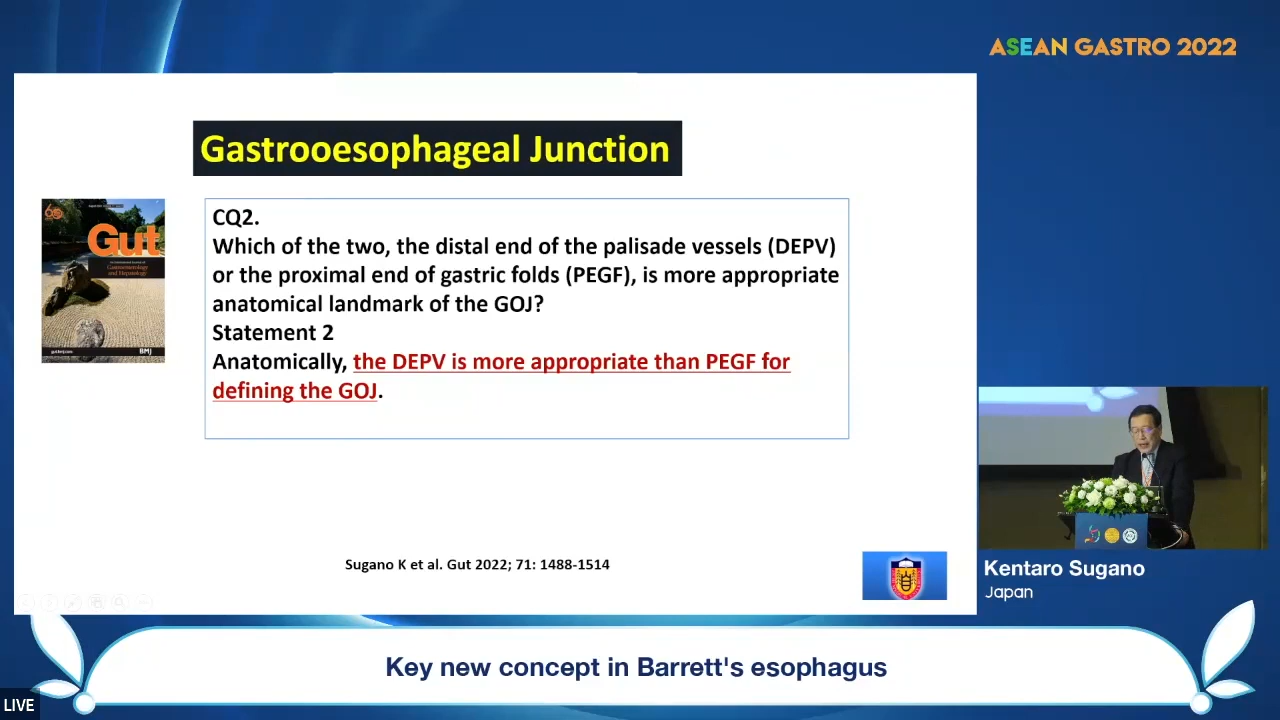 ASEAN GASTRO 2022
Gastrooesophageal Junction
Gut
BMJ
CQ2.
Which of the two, the distal end of the palisade vessels (DEPV)
or the proximal end of gastric folds (PEGF), is more appropriate
anatomical landmark of the GOJ?
Statement 2
Anatomically, the DEPV is more appropriate than PEGF for
defining the GOJ.
Sugano K et al. Gut 2022; 71: 1488-1514
Kentaro Sugano
Japan
Key new concept in Barrett's esophagus
LIVE